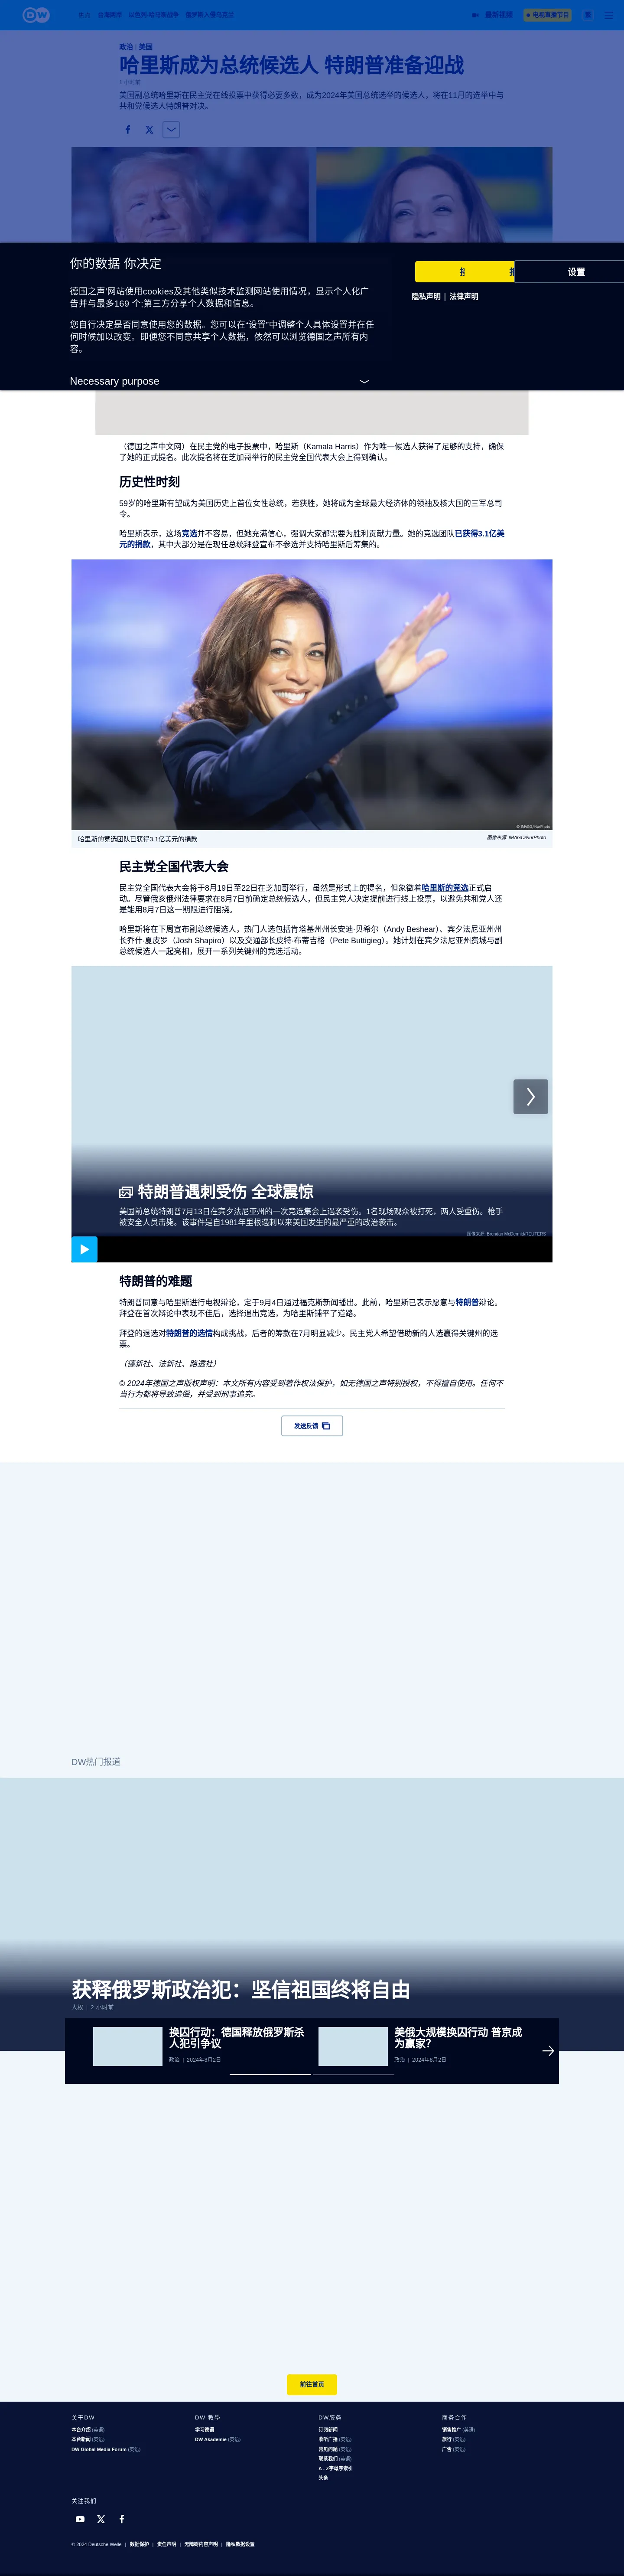 DW
焦点 台湾两岸 以色列-哈马斯战争 俄罗斯入侵乌克兰
最新视频
电视直播节目
政治 | 美国
哈里斯成为总统候选人 特朗普准备迎战
1 小时前
美国副总统哈里斯在民主党在线投票中获得必要多数，成为2024年美国总统选举的候选人，将在11月的选举中与
共和党候选人特朗普对决。
你的数据 你决定
设置
隐私声明 | 法律声明
德国之声'网站使用cookies及其他类似技术监测网站使用情况，显示个人化广
告并与最多169 个;第三方分享个人数据和信息。
您自行决定是否同意使用您的数据。您可以在“设置”中调整个人具体设置并在任
何时候加以改变。即便您不同意共享个人数据，依然可以浏览德国之声所有内
容。
Necessary purpose
（德国之声中文网）在民主党的电子投票中，哈里斯（Kamala Harris）作为唯一候选人获得了足够的支持，确保
了她的正式提名。此次提名将在芝加哥举行的民主党全国代表大会上得到确认。
历史性时刻
59岁的哈里斯有望成为美国历史上首位女性总统，若获胜，她将成为全球最大经济体的领袖及核大国的三军总司
令。
哈里斯表示，这场竞选并不容易，但她充满信心，强调大家都需要为胜利贡献力量。她的竞选团队已获得3.1亿美
元的捐款，其中大部分是在现任总统拜登宣布不参选并支持哈里斯后筹集的。
© IMAGO/NurPhoto
哈里斯的竞选团队已获得3.1亿美元的捐款
图像来源: IMAGO/NurPhoto
民主党全国代表大会
民主党全国代表大会将于8月19日至22日在芝加哥举行，虽然是形式上的提名，但象徵着哈里斯的竞选正式启
动。尽管俄亥俄州法律要求在8月7日前确定总统候选人，但民主党人决定提前进行线上投票，以避免共和党人还
是能用8月7日这一期限进行阻挠。
哈里斯将在下周宣布副总统候选人，热门人选包括肯塔基州州长安迪·贝希尔（Andy Beshear）、宾夕法尼亚州州
长乔什·夏皮罗（Josh Shapiro）以及交通部长皮特·布蒂吉格（Pete Buttigieg）。她计划在宾夕法尼亚州费城与副
总统候选人一起亮相，展开一系列关键州的竞选活动。
特朗普遇刺受伤 全球震惊
美国前总统特朗普7月13日在宾夕法尼亚州的一次竞选集会上遇袭受伤。1名现场观众被打死，两人受重伤。枪手
被安全人员击毙。该事件是自1981年里根遇刺以来美国发生的最严重的政治袭击。
图像来源: Brendan McDermid/REUTERS
特朗普的难题
特朗普同意与哈里斯进行电视辩论，定于9月4日通过福克斯新闻播出。此前，哈里斯已表示愿意与特朗普辩论。
拜登在首次辩论中表现不佳后，选择退出竞选，为哈里斯铺平了道路。
拜登的退选对特朗普的选情构成挑战，后者的筹款在7月明显减少。民主党人希望借助新的人选赢得关键州的选
票。
（德新社、法新社、路透社）
© 2024年德国之声版权声明：本文所有内容受到著作权法保护，如无德国之声特别授权，不得擅自使用。任何不
当行为都将导致追偿，并受到刑事追究。
发送反馈
DW热门报道
获释俄罗斯政治犯：坚信祖国终将自由
人权 | 2 小时前
换囚行动：德国释放俄罗斯杀
人犯引争议
政治 | 2024年8月2日
美俄大规模换囚行动 普京成
为赢家？
政治 | 2024年8月2日
前往首页
关于DW
本台介绍 (英语)
本台新闻 (英语)
DW Global Media Forum (英语)
DW 教學
学习德语
DW Akademie (英语)
DW服务
订阅新闻
收听广播 (英语)
常见问题 (英语)
联系我们 (英语)
A - Z字母序索引
头条
商务合作
销售推广 (英语)
旅行 (英语)
广告 (英语)
关注我们
© 2024 Deutsche Welle | 数据保护 | 责任声明 | 无障碍内容声明 | 隐私数据设置